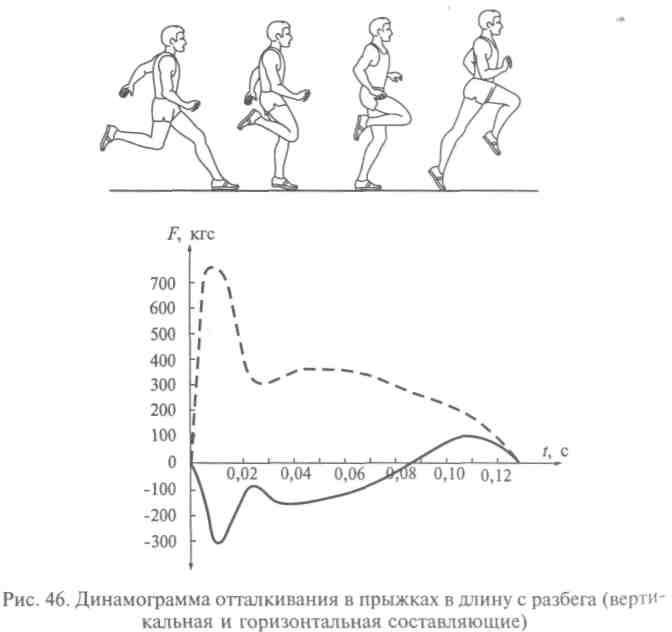 F, кгс
700
600
500
400
300
200
100
0
-100
-200
-300
0,02 0,04 0,06 0,08 0,10 0,12
t, с
Рис. 46. Динамограмма отталкивания в прыжках в длину с разбега (верти-
кальная и горизонтальная составляющие)